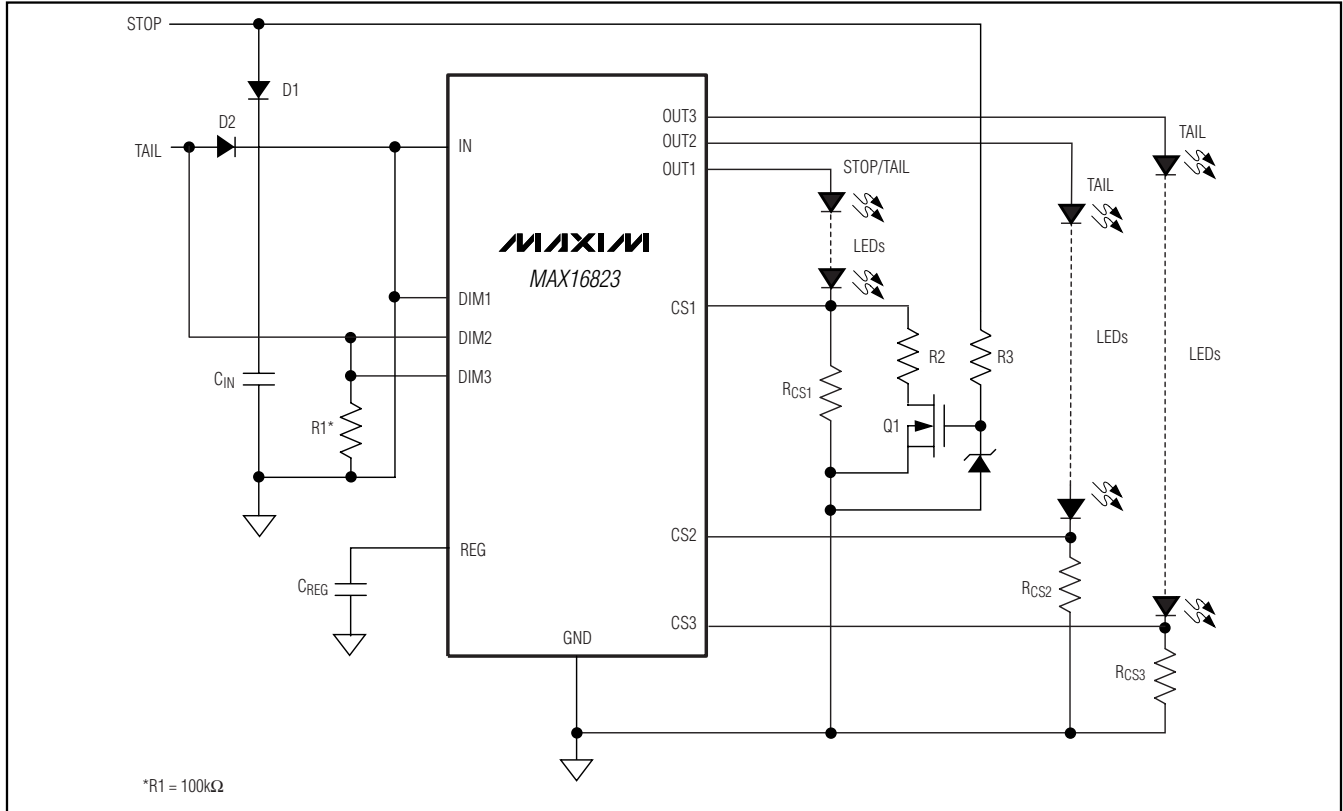 STOP
D1
D2
TAIL
IN
OUT3
OUT2
OUT1
STOP/TAIL
TAIL
TAIL
LEDs
MAXIM
MAX16823
DIM1
DIM2
DIM3
CS1
R2
R3
LEDs
LEDs
CIN
R1*
RCS1
Q1
REG
CREG
CS2
RCS2
CS3
GND
RCS3
*R1 = 100kΩ